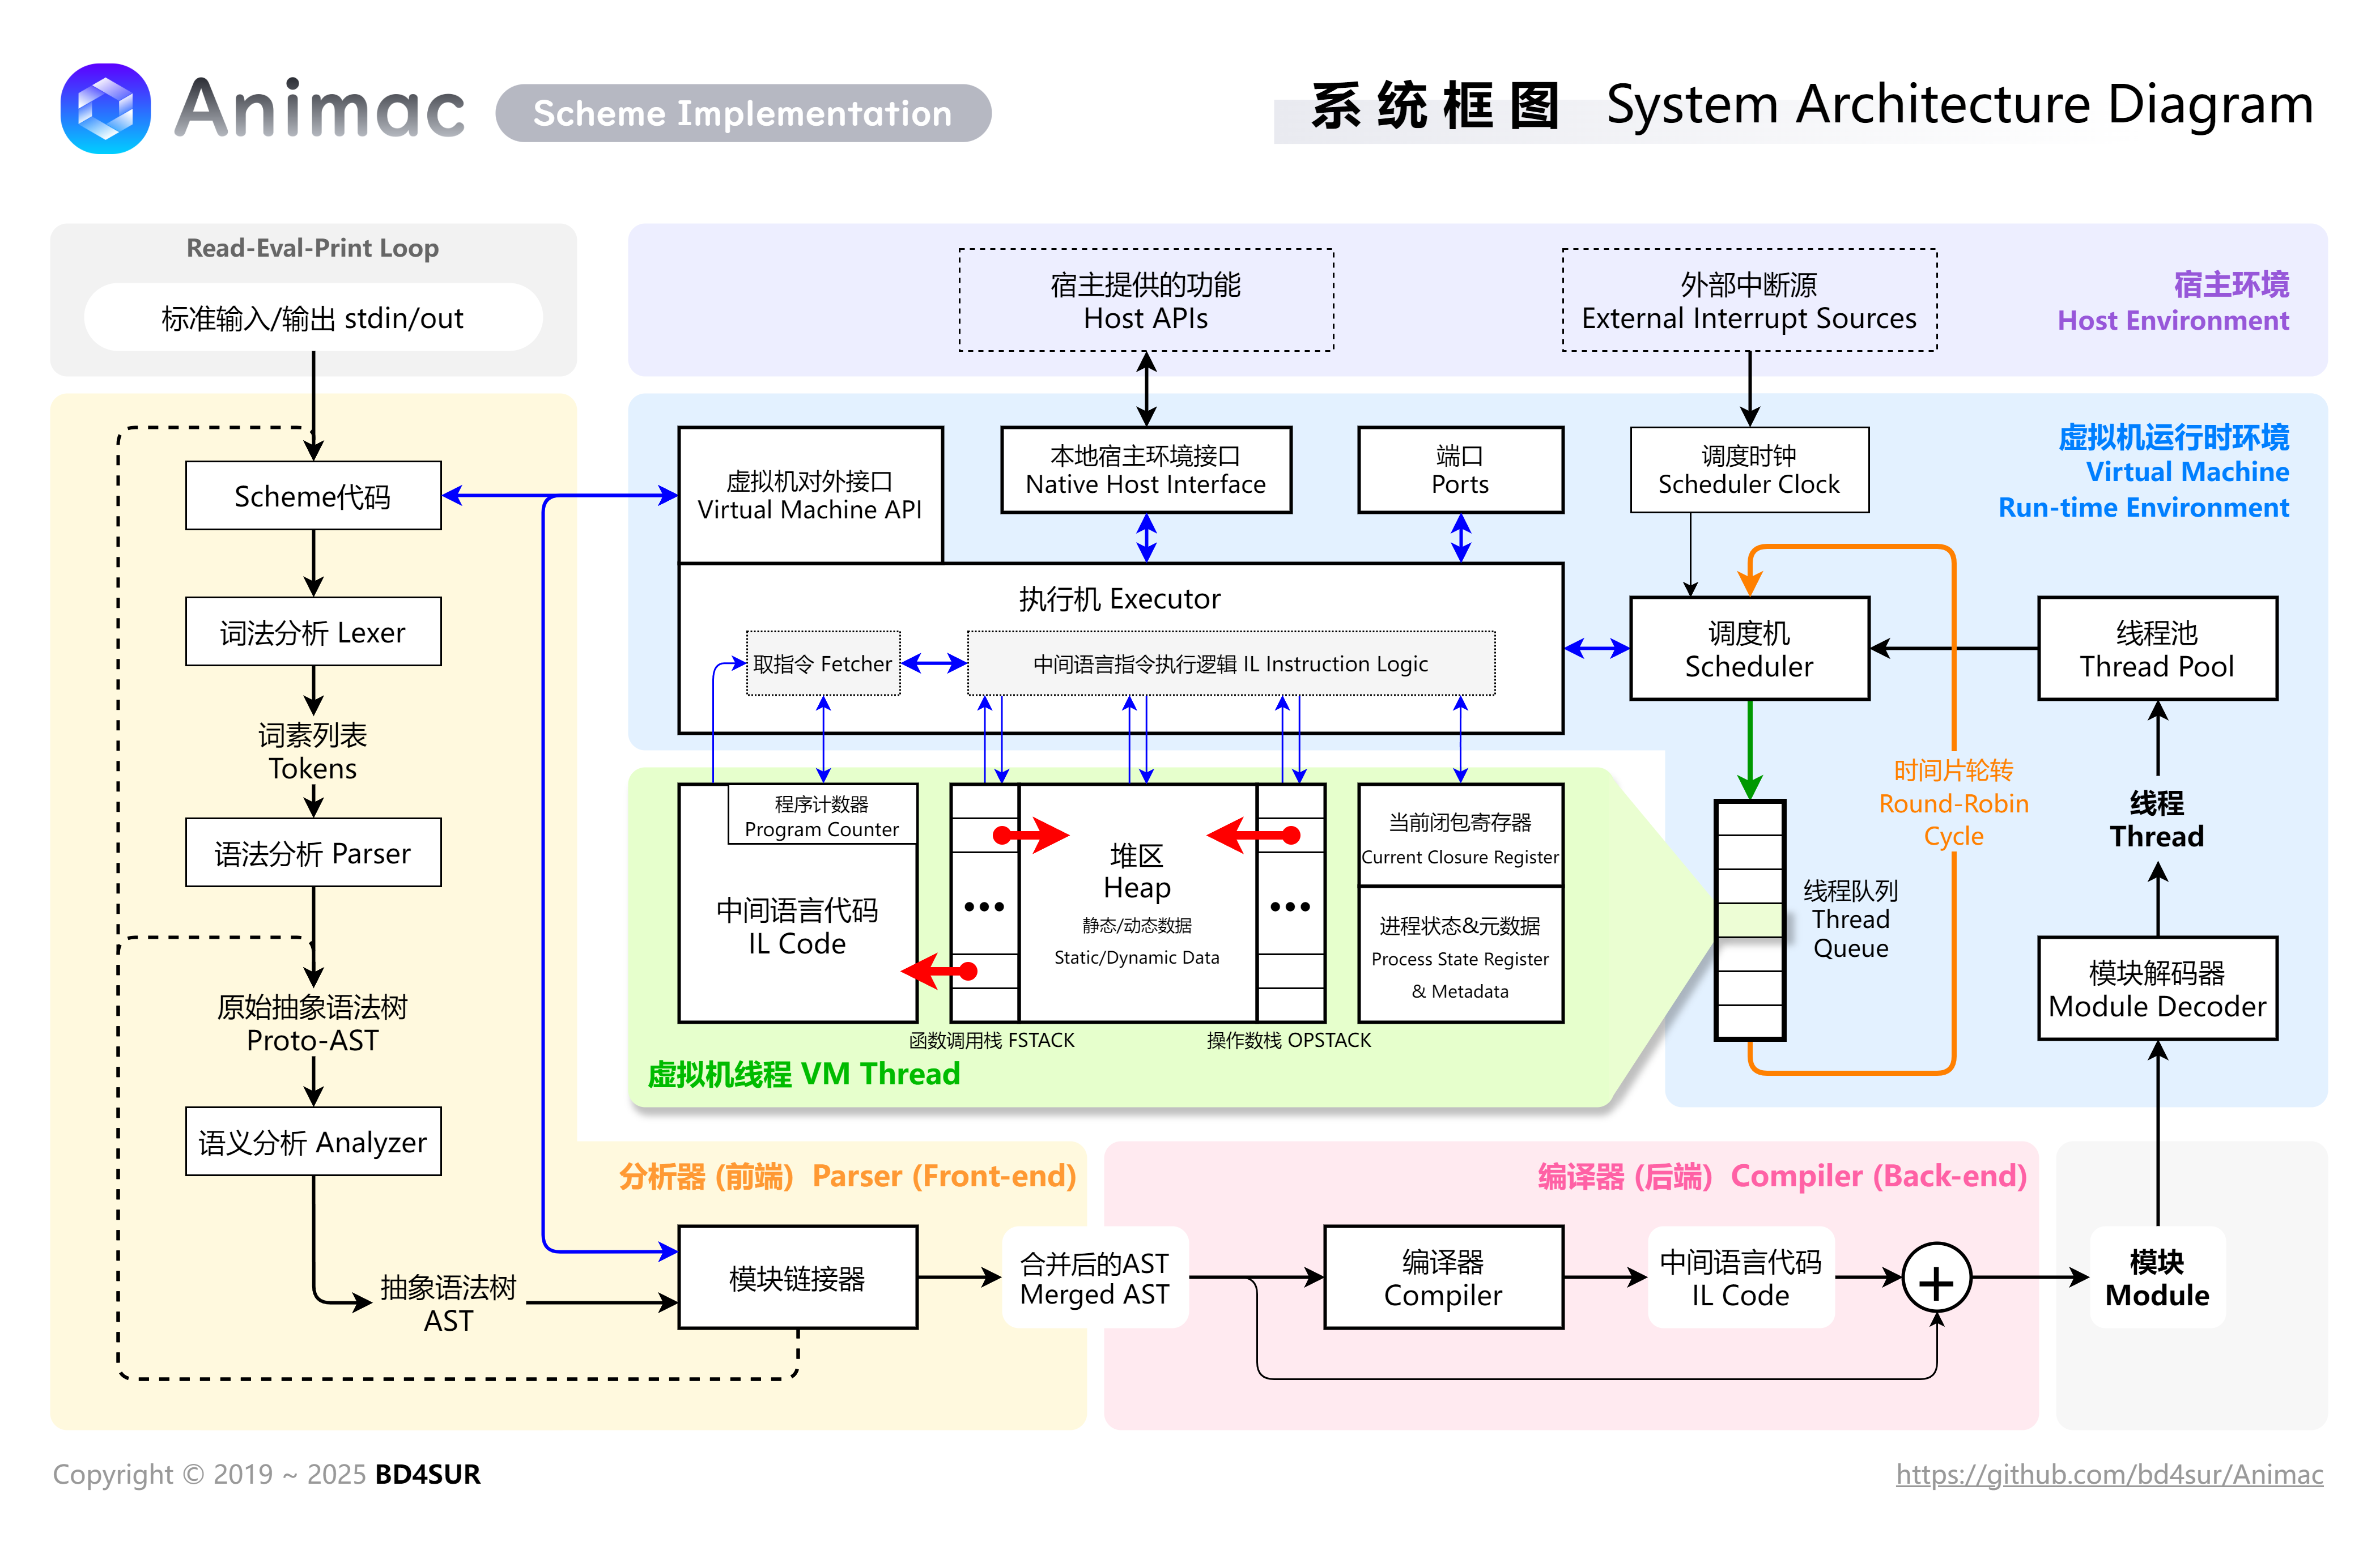 Animac
Scheme Implementation
系统框图 System Architecture Diagram
Read-Eval-Print Loop
标准输入/输出 stdin/out
Scheme代码
词法分析 Lexer
词素列表
Tokens
语法分析 Parser
原始抽象语法树
Proto-AST
语义分析 Analyzer
抽象语法树
AST
宿主提供的功能
Host APIs
外部中断源
External Interrupt Sources
宿主环境
Host Environment
虚拟机对外接口
Virtual Machine API
本地宿主环境接口
Native Host Interface
端口
Ports
调度时钟
Scheduler Clock
虚拟机运行时环境
Virtual Machine
Run-time Environment
执行机 Executor
取指令 Fetcher
中间语言指令执行逻辑 IL Instruction Logic
调度机
Scheduler
线程池
Thread Pool
程序计数器
Program Counter
中间语言代码
IL Code
堆区
Heap
静态/动态数据
Static/Dynamic Data
当前闭包寄存器
Current Closure Register
进程状态&元数据
Process State Register
& Metadata
函数调用栈 FSTACK
操作数栈 OPSTACK
虚拟机线程 VM Thread
时间片轮转
Round-Robin
Cycle
线程队列
Thread
Queue
线程
Thread
模块解码器
Module Decoder
分析器 (前端) Parser (Front-end)
模块链接器
合并后的AST
Merged AST
编译器 (后端) Compiler (Back-end)
编译器
Compiler
中间语言代码
IL Code
+
模块
Module
Copyright © 2019 ~ 2025 BD4SUR
https://github.com/bd4sur/Animac